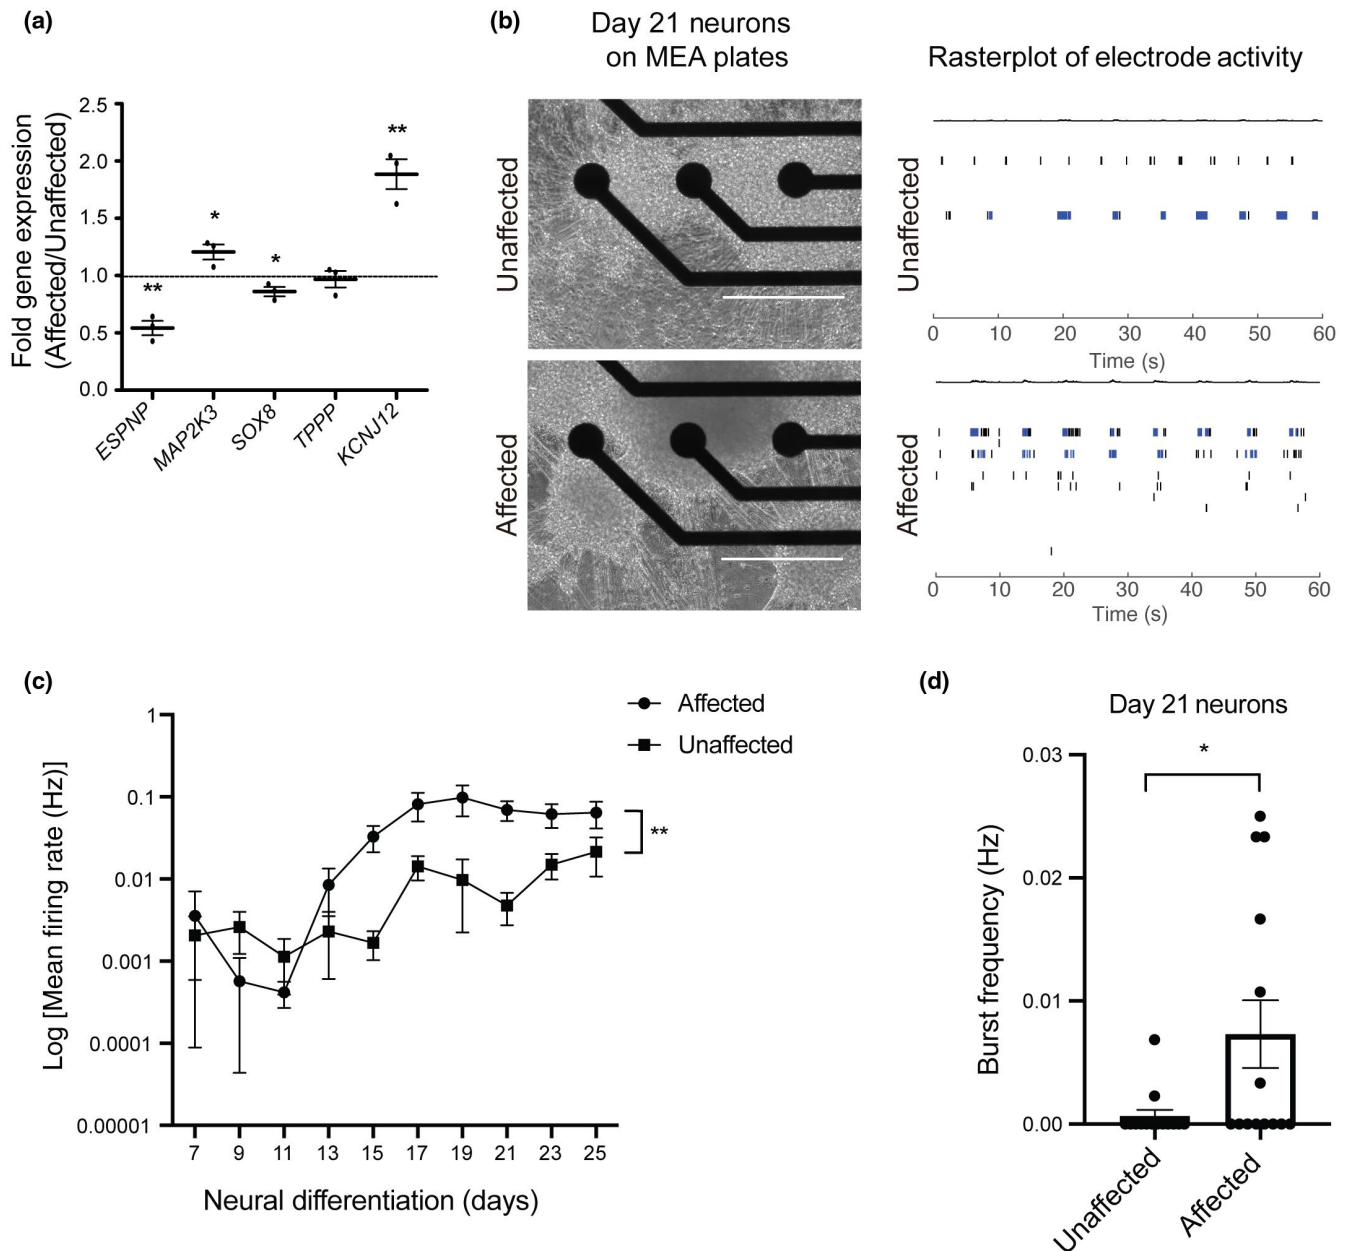 (a)
Fold gene expression
(Affected/Unaffected)
2.5
2.0
1.5
1.0
0.5
0.0
**
*
*
**
ESPNP
MAP2K3
SOX8
TPPP
KCNJ12
(b)
Day 21 neurons
on MEA plates
Rasterplot of electrode activity
Unaffected
Unaffected
0 10 20 30 40 50 60
Time (s)
Affected
Affected
0 10 20 30 40 50 60
Time (s)
(c)
Affected
Unaffected
Log [Mean firing rate (Hz)]
1
0.1
0.01
0.001
0.0001
0.00001
**
7 9 11 13 15 17 19 21 23 25
Neural differentiation (days)
(d)
Day 21 neurons
*
Burst frequency (Hz)
0.03
0.02
0.01
0.00
Unaffected
Affected